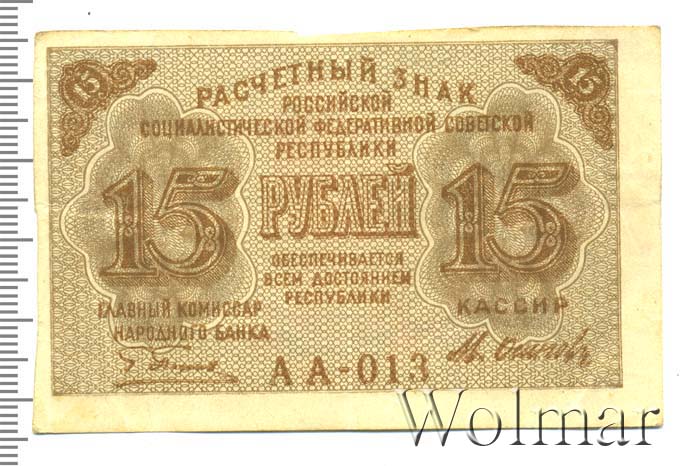 15 15
РАСЧЕТНЫЙ ЗНАК
РОССИЙСКОЙ
СОЦИАЛИСТИЧЕСКОЙ ФЕДЕРАТИВНОЙ СОВЕТСКОЙ
РЕСПУБЛИКИ
15 РУБЛЕЙ 15
ОБЕСПЕЧИВАЕТСЯ
ВСЕМ ДОСТОЯНИЕМ
РЕСПУБЛИКИ
ГЛАВНЫЙ КОМИССАР
НАРОДНОГО БАНКА
КАССИР
АА-013
Wolmar